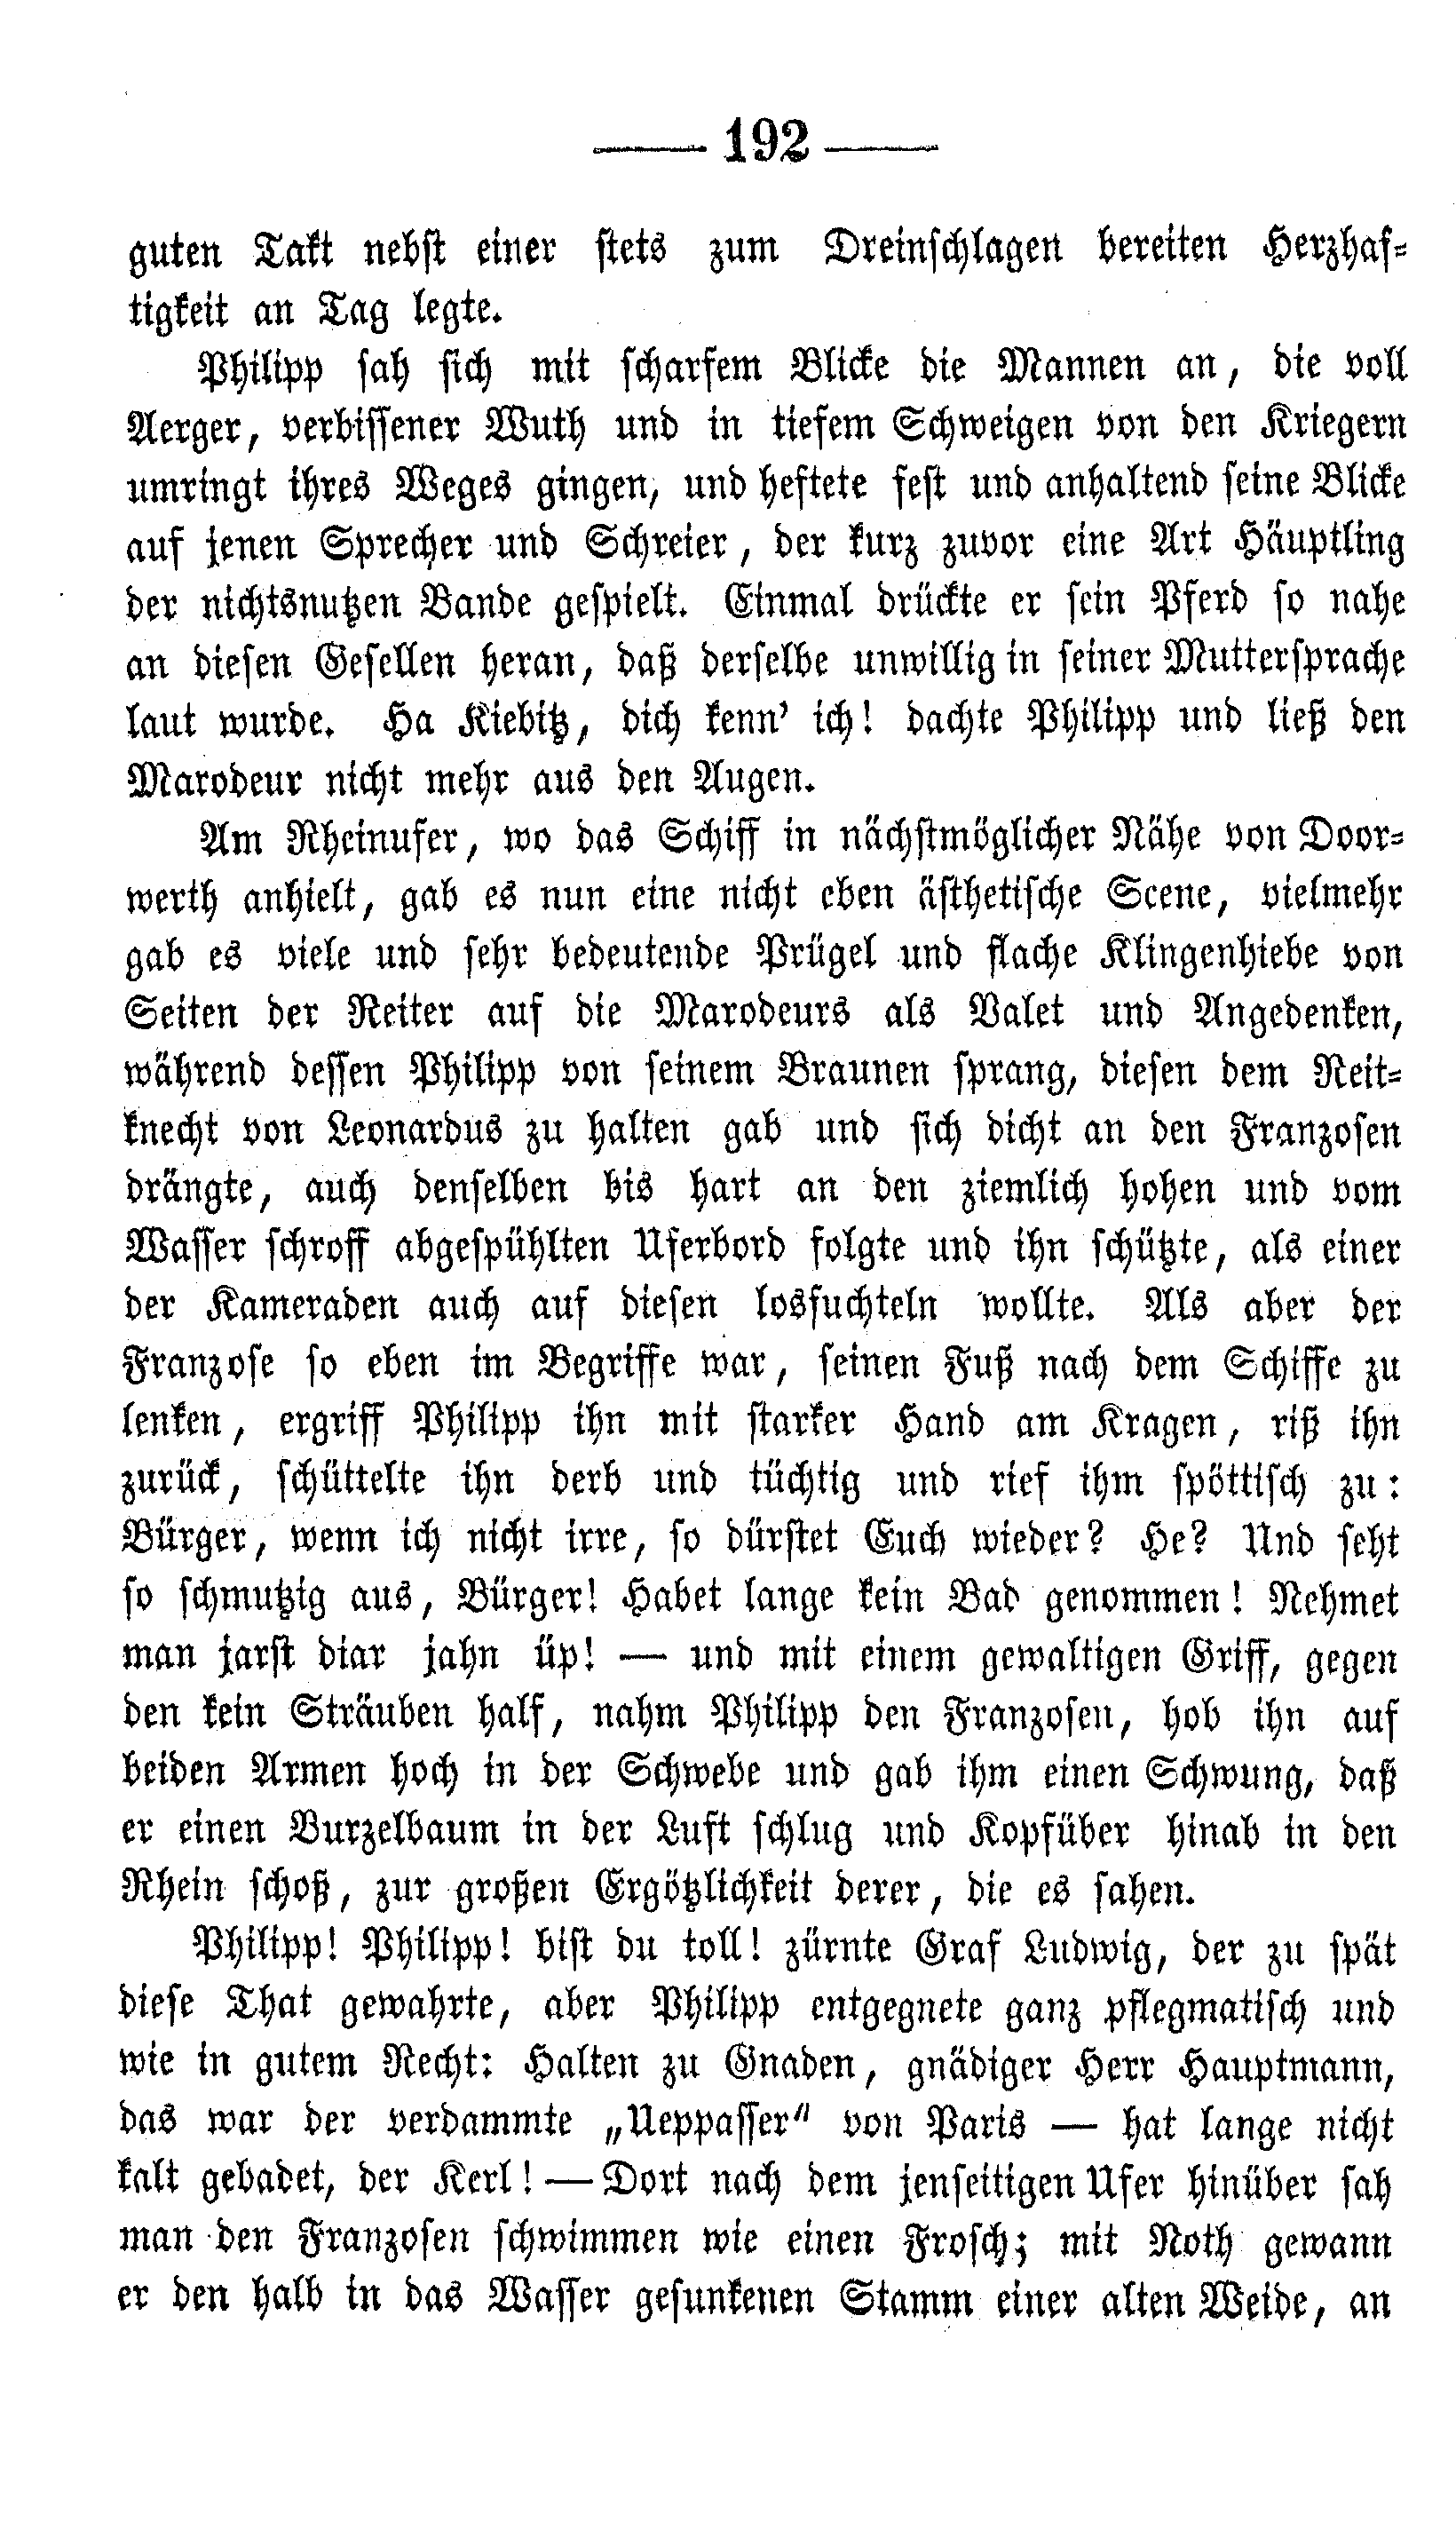 — 192 —
guten Takt nebst einer stets zum Dreinschlagen bereiten Herzhaf-
tigkeit an Tag legte.
Philipp sah sich mit scharfem Blicke die Mannen an, die voll
Aerger, verbissener Wuth und in tiefem Schweigen von den Kriegern
umringt ihres Weges gingen, und heftete fest und anhaltend seine Blicke
auf jenen Sprecher und Schreier, der kurz zuvor eine Art Häuptling
der nichtsnutzen Bande gespielt. Einmal drückte er sein Pferd so nahe
an diesen Gesellen heran, daß derselbe unwillig in seiner Muttersprache
laut wurde. Ha Kiebitz, dich kenn' ich! dachte Philipp und ließ den
Marodeur nicht mehr aus den Augen.
Am Rheinufer, wo das Schiff in nächstmöglicher Nähe von Door-
werth anhielt, gab es nun eine nicht eben ästhetische Scene, vielmehr
gab es viele und sehr bedeutende Prügel und flache Klingenhiebe von
Seiten der Reiter auf die Marodeurs als Valet und Angedenken,
während dessen Philipp von seinem Braunen sprang, diesen dem Reit-
knecht von Leonardus zu halten gab und sich dicht an den Franzosen
drängte, auch denselben bis hart an den ziemlich hohen und vom
Wasser schroff abgespühlten Uferbord folgte und ihn schützte, als einer
der Kameraden auch auf diesen losfuchteln wollte. Als aber der
Franzose so eben im Begriffe war, seinen Fuß nach dem Schiffe zu
lenken, ergriff Philipp ihn mit starker Hand am Kragen, riß ihn
zurück, schüttelte ihn derb und tüchtig und rief ihm spöttisch zu:
Bürger, wenn ich nicht irre, so dürstet Euch wieder? He? Und seht
so schmutzig aus, Bürger! Habet lange kein Bad genommen! Nehmet
man jarst diar jahn üp! — und mit einem gewaltigen Griff, gegen
den kein Sträuben half, nahm Philipp den Franzosen, hob ihn auf
beiden Armen hoch in der Schwebe und gab ihm einen Schwung, daß
er einen Burzelbaum in der Luft schlug und Kopfüber hinab in den
Rhein schoß, zur großen Ergötzlichkeit derer, die es sahen.
Philipp! Philipp! bist du toll! zürnte Graf Ludwig, der zu spät
diese That gewahrte, aber Philipp entgegnete ganz pflegmatisch und
wie in gutem Recht: Halten zu Gnaden, gnädiger Herr Hauptmann,
das war der verdammte „Ueppasser" von Paris — hat lange nicht
kalt gebadet, der Kerl! — Dort nach dem jenseitigen Ufer hinüber sah
man den Franzosen schwimmen wie einen Frosch; mit Noth gewann
er den halb in das Wasser gesunkenen Stamm einer alten Weide, an